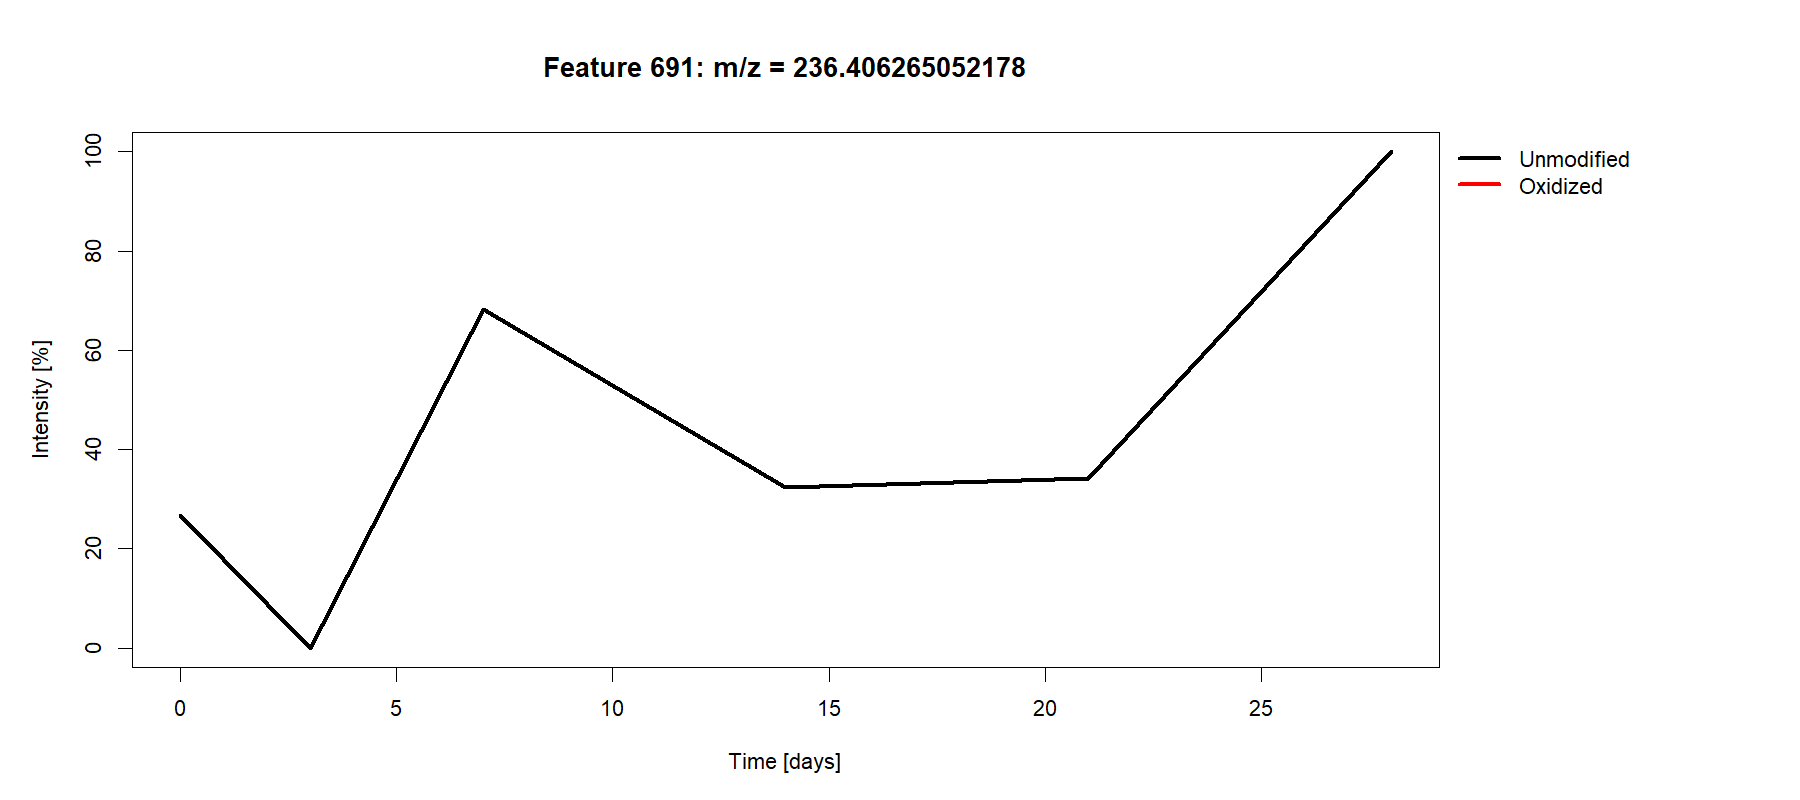 Feature 691: m/z = 236.406265052178
Unmodified
Oxidized
Intensity [%]
100
80
60
40
20
0
0 5 10 15 20 25
Time [days]